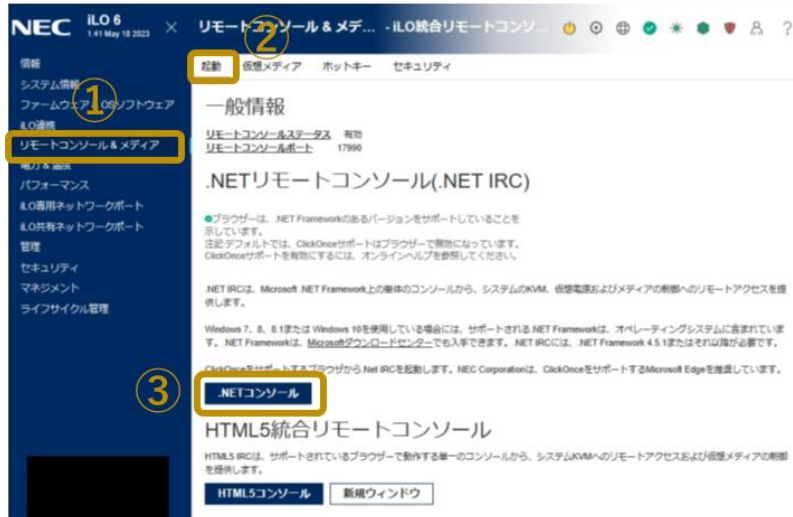 NEC iLO 6
1.41 May 18 2023
リモートコンソール & メデ... - iLO統合リモートコンソ...
②
起動 仮想メディア ホットキー セキュリティ
情報
システム情報
①
ファームウェア & OSソフトウェア
iLO連携
リモートコンソール & メディア
電力 & 温度
パフォーマンス
iLO専用ネットワークポート
iLO共有ネットワークポート
管理
セキュリティ
マネジメント
ライフサイクル管理
一般情報
リモートコンソールステータス 有効
リモートコンソールポート 17990
.NETリモートコンソール(.NET IRC)
ブラウザーは、.NET Frameworkのあるバージョンをサポートしていることを
示しています。
注記:デフォルトでは、ClickOnceサポートはブラウザーで無効になっています。
ClickOnceサポートを有効にするには、オンラインヘルプを参照してください。
.NET IRCは、Microsoft .NET Framework上の単体のコンソールから、システムのKVM、仮想電源およびメディアの制御へのリモートアクセスを提
供します。
Windows 7、8、8.1または Windows 10を使用している場合には、サポートされる.NET Frameworkは、オペレーティングシステムに含まれていま
す。.NET Frameworkは、Microsoftダウンロードセンターでも入手できます。.NET IRCには、.NET Framework 4.5.1またはそれ以降が必要です。
ClickOnceをサポートするブラウザから.Net IRCを起動します。NEC Corporationは、ClickOnceをサポートするMicrosoft Edgeを推奨しています。
③
.NETコンソール
HTML5統合リモートコンソール
HTML5 IRCは、サポートされているブラウザーで動作する単一のコンソールから、システムKVMへのリモートアクセスおよび仮想メディアの制御
を提供します。
HTML5コンソール 新規ウィンドウ